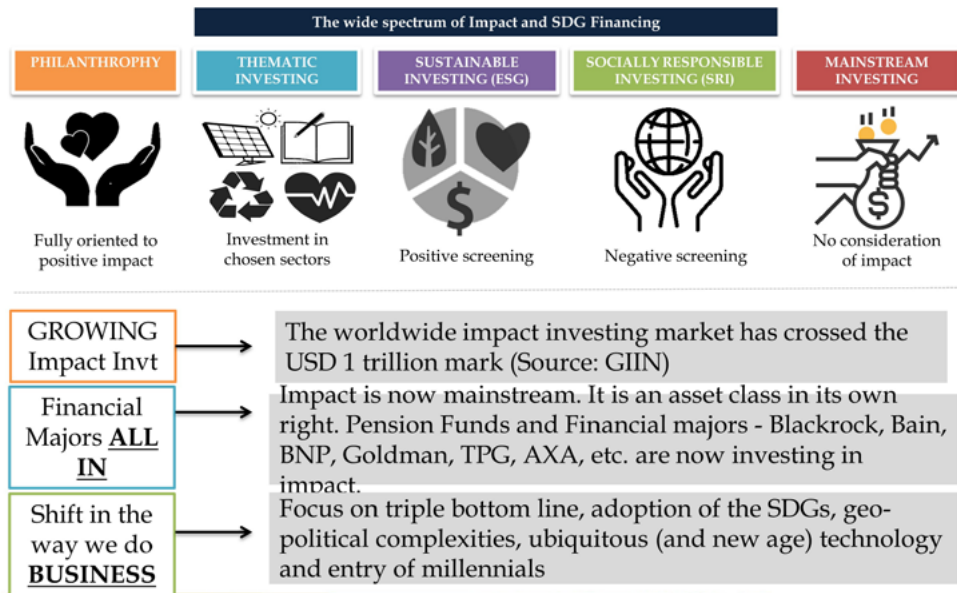 The wide spectrum of Impact and SDG Financing
PHILANTHROPY
THEMATIC
INVESTING
SUSTAINABLE
INVESTING (ESG)
SOCIALLY RESPONSIBLE
INVESTING (SRI)
MAINSTREAM
INVESTING
$
$
Fully oriented to
positive impact
Investment in
chosen sectors
Positive screening
Negative screening
No consideration
of impact
GROWING
Impact Invt
The worldwide impact investing market has crossed the
USD 1 trillion mark (Source: GIIN)
Financial
Majors ALL
IN
Impact is now mainstream. It is an asset class in its own
right. Pension Funds and Financial majors - Blackrock, Bain,
BNP, Goldman, TPG, AXA, etc. are now investing in
impact.
Shift in the
way we do
BUSINESS
Focus on triple bottom line, adoption of the SDGs, geo-
political complexities, ubiquitous (and new age) technology
and entry of millennials